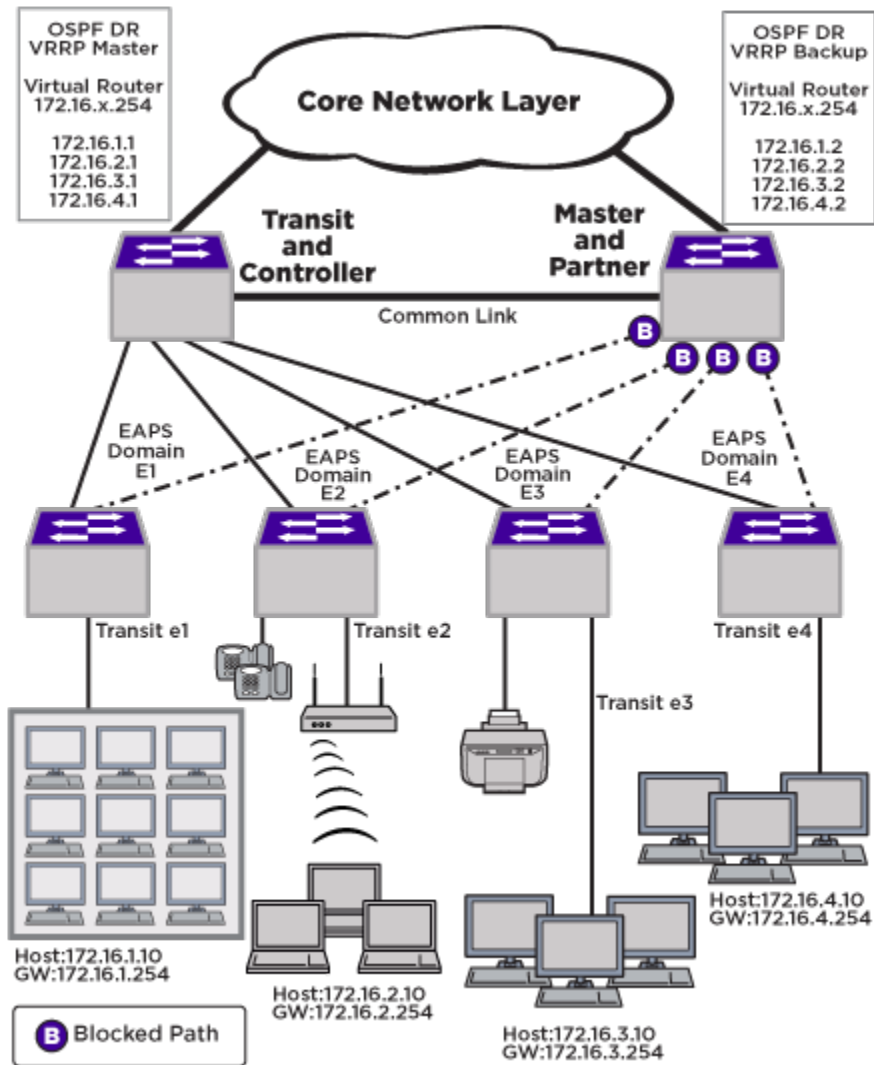 OSPF DR
VRRP Master
Virtual Router
172.16.x.254
172.16.1.1
172.16.2.1
172.16.3.1
172.16.4.1
Core Network Layer
OSPF DR
VRRP Backup
Virtual Router
172.16.x.254
172.16.1.2
172.16.2.2
172.16.3.2
172.16.4.2
Transit
and
Controller
Master
and
Partner
Common Link
B
B
B
B
EAPS
Domain
E1
EAPS
Domain
E2
EAPS
Domain
E3
EAPS
Domain
E4
Transit e1
Transit e2
Transit e3
Transit e4
Host:172.16.1.10
GW:172.16.1.254
Host:172.16.2.10
GW:172.16.2.254
Host:172.16.3.10
GW:172.16.3.254
Host:172.16.4.10
GW:172.16.4.254
B Blocked Path